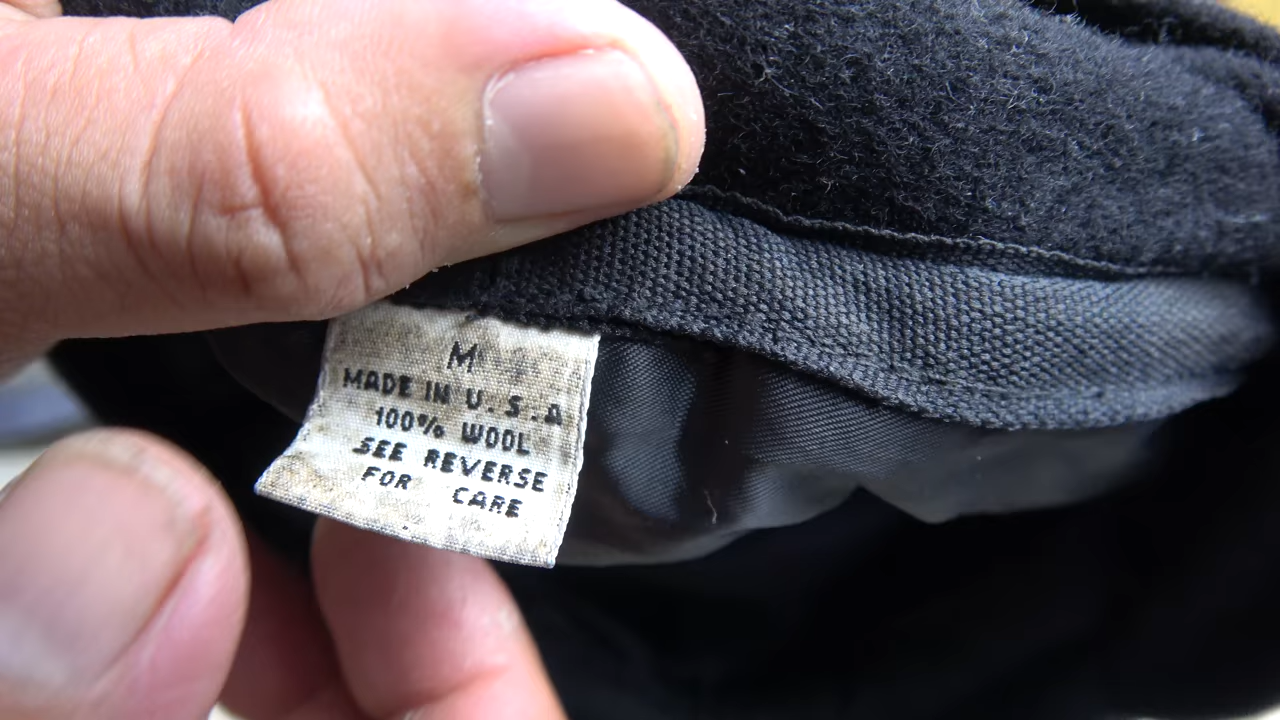 M
MADE IN U.S.A
100% WOOL
SEE REVERSE
FOR CARE